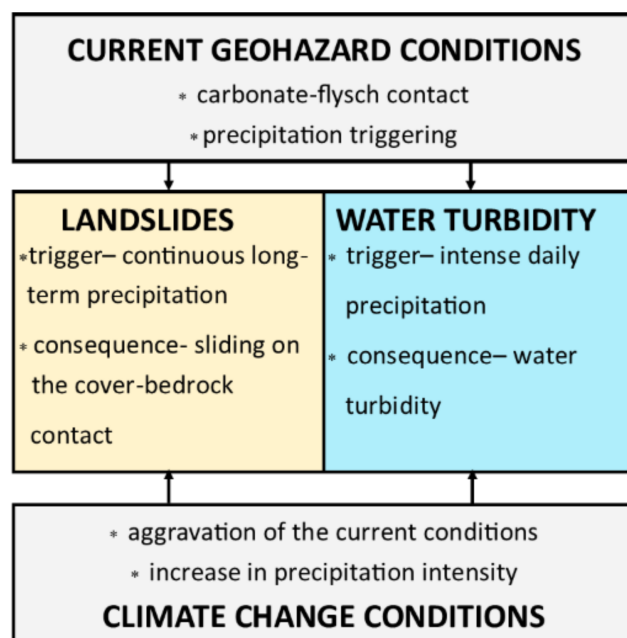 CURRENT GEOHAZARD CONDITIONS
* carbonate-flysch contact
* precipitation triggering
LANDSLIDES
* trigger– continuous long-
term precipitation
* consequence- sliding on
the cover-bedrock
contact
WATER TURBIDITY
* trigger– intense daily
precipitation
* consequence– water
turbidity
* aggravation of the current conditions
* increase in precipitation intensity
CLIMATE CHANGE CONDITIONS